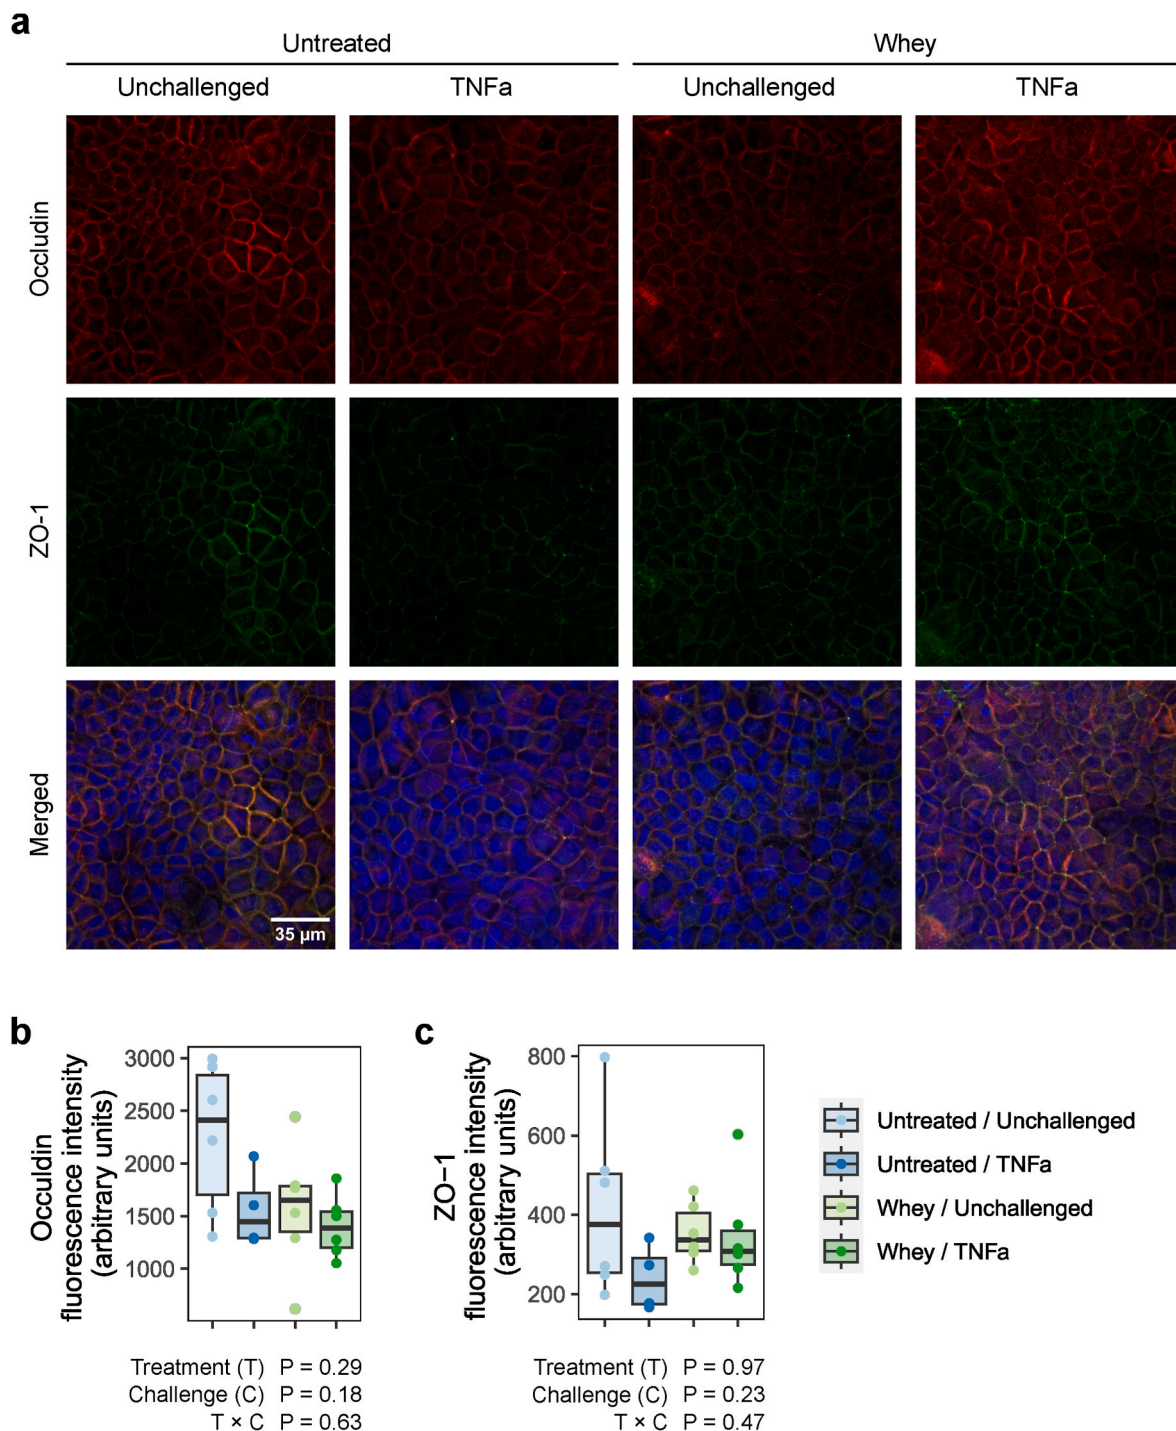 a
Untreated
Whey
Unchallenged
TNFa
Unchallenged
TNFa
Occludin
ZO-1
Merged
35 µm
b
Occuldin
fluorescence intensity
(arbitrary units)
3000
2500
2000
1500
1000
Treatment (T) P = 0.29
Challenge (C) P = 0.18
T × C P = 0.63
c
ZO−1
fluorescence intensity
(arbitrary units)
800
600
400
200
Treatment (T) P = 0.97
Challenge (C) P = 0.23
T × C P = 0.47
Untreated / Unchallenged
Untreated / TNFa
Whey / Unchallenged
Whey / TNFa